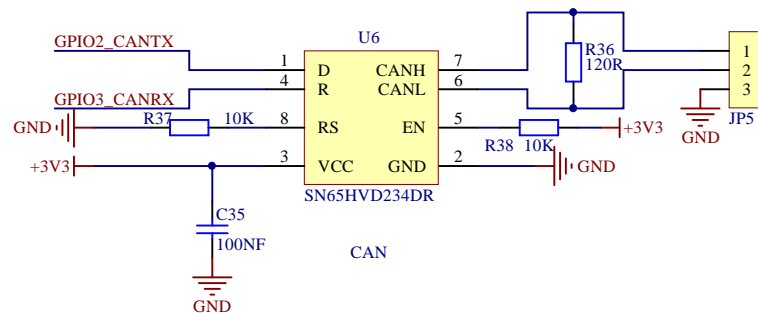 U6
GPIO2_CANTX
1 D CANH 7
R36
120R
1
4 R CANL 6
2
GPIO3_CANRX
3
GND R37 10K 8 RS EN 5 +3V3
JP5
GND
R38 10K
+3V3 3 VCC GND 2 GND
SN65HVD234DR
C35
100NF
CAN
GND